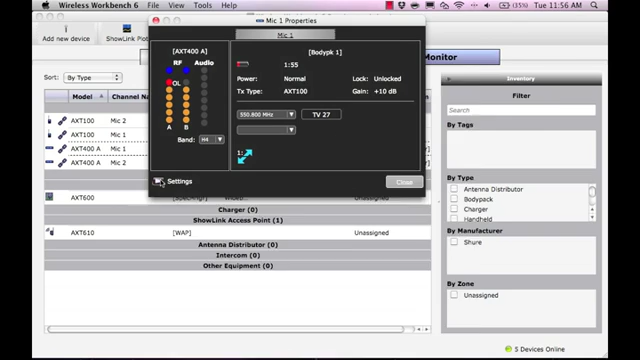 Wireless Workbench 6 File Edit View Tools Help (35%) Tue 11:56 AM
Mic 1 Properties
Add new device ShowLink Pt
Mic 1
Monitor
Sort: By Type
Inventory
Filter
Search
Model Channel Nam
AXT100 Mic 2
AXT100 Mic 1
AXT400 A Mic 1
AXT400 A Mic 2
[AXT400 A]
RF Audio
OL
A B
Band: H4
Settings
[Bodypk 1]
1:55
Power: Normal Lock: Unlocked
Tx Type: AXT100 Gain: +10 dB
550.800 MHz TV 27
Close
AXT600 Unassigned
Charger (0)
ShowLink Access Point (1)
AXT610 [WAP] Unassigned
Antenna Distributor (0)
Intercom (0)
Other Equipment (0)
By Tags
By Type
Antenna Distributor
Bodypack
Charger
Handheld
By Manufacturer
Shure
By Zone
Unassigned
5 Devices Online